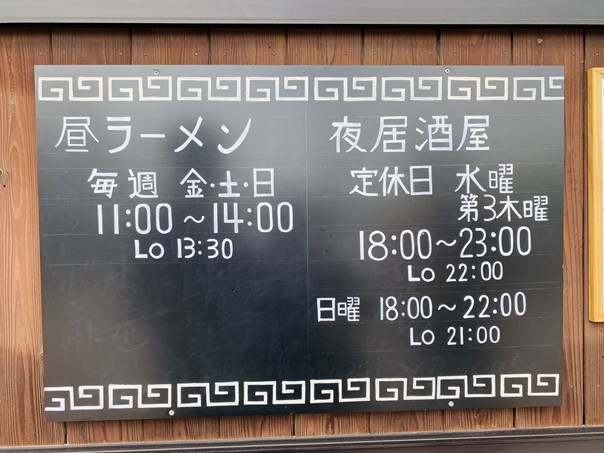 昼ラーメン
毎週 金・土・日
11:00～14:00
LO 13:30
夜居酒屋
定休日 水曜
第3木曜
18:00～23:00
LO 22:00
日曜 18:00～22:00
LO 21:00